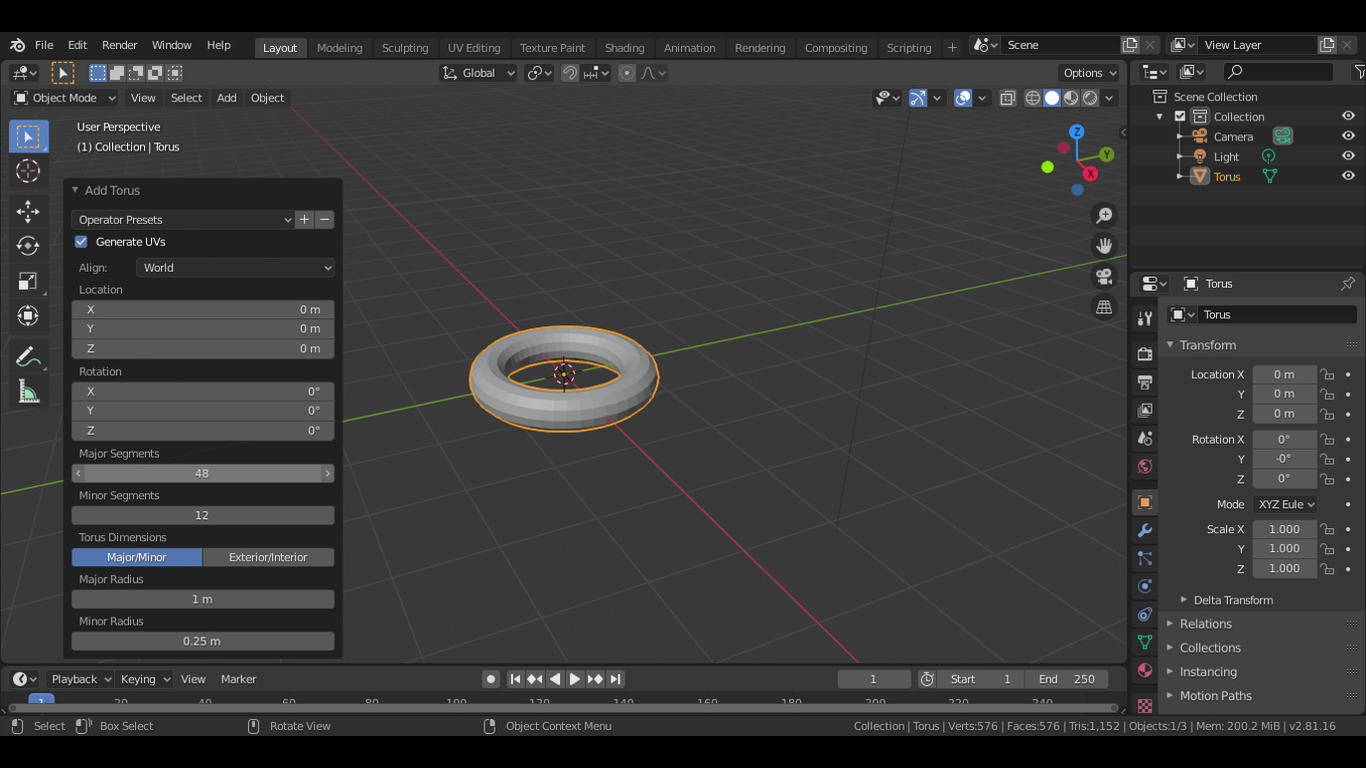 File Edit Render Window Help Layout Modeling Sculpting UV Editing Texture Paint Shading Animation Rendering Compositing Scripting + Scene View Layer
Global Options
Object Mode View Select Add Object
User Perspective
(1) Collection | Torus
Add Torus
Operator Presets + −
Generate UVs
Align: World
Location
X 0 m
Y 0 m
Z 0 m
Rotation
X 0°
Y 0°
Z 0°
Major Segments
48
Minor Segments
12
Torus Dimensions
Major/Minor Exterior/Interior
Major Radius
1 m
Minor Radius
0.25 m
Z
Y
X
Scene Collection
Collection
Camera
Light
Torus
Torus
Torus
Transform
Location X 0 m
Y 0 m
Z 0 m
Rotation X 0°
Y -0°
Z 0°
Mode XYZ Eule
Scale X 1.000
Y 1.000
Z 1.000
Delta Transform
Relations
Collections
Instancing
Motion Paths
Playback Keying View Marker 1 Start 1 End 250
1 20 40 60 80 100 120 140 160 180 200 220 240
Select Box Select Rotate View Object Context Menu Collection | Torus | Verts:576 | Faces:576 | Tris:1,152 | Objects:1/3 | Mem: 200.2 MiB | v2.81.16